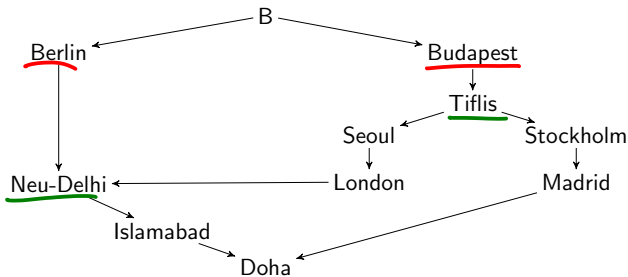 B
Berlin Budapest
Tiflis
Seoul Stockholm
Neu-Delhi London Madrid
Islamabad
Doha